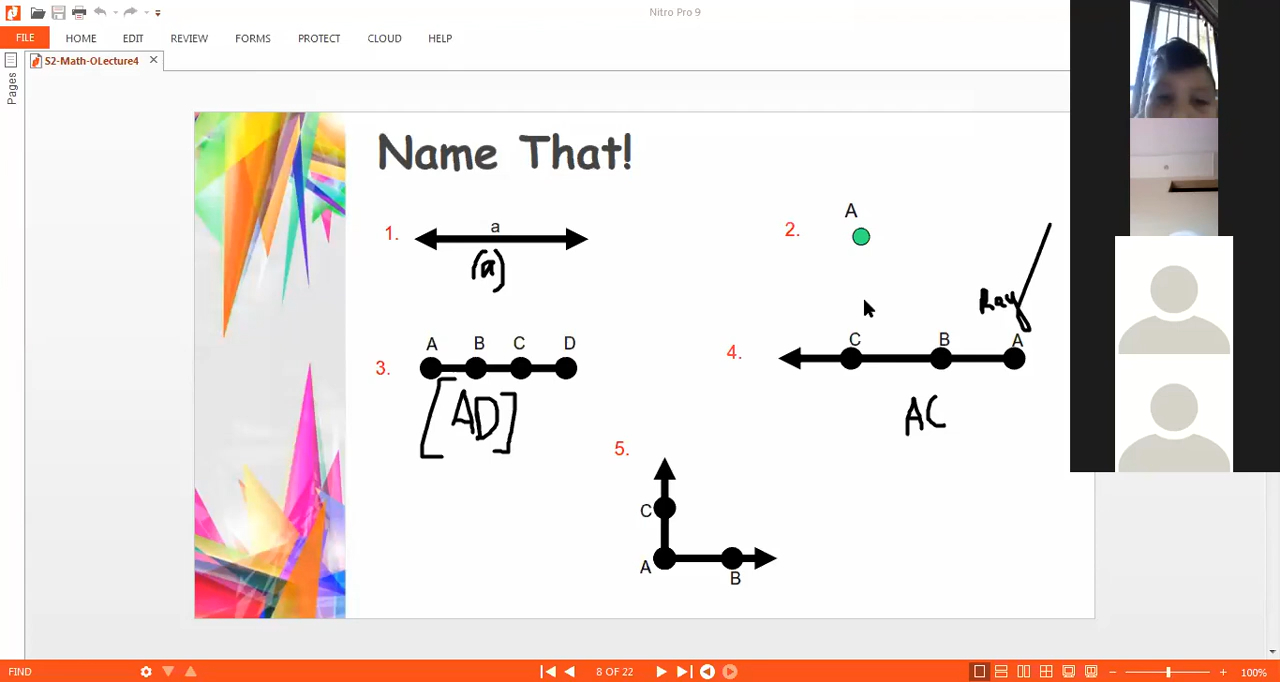 Nitro Pro 9
FILE HOME EDIT REVIEW FORMS PROTECT CLOUD HELP
S2-Math-OLecture4
Pages
Name That!
1. a
(a)
2. A
Ray
3. A B C D
[AD]
4. C B A
AC
5.
C
A B
FIND 8 OF 22 100%